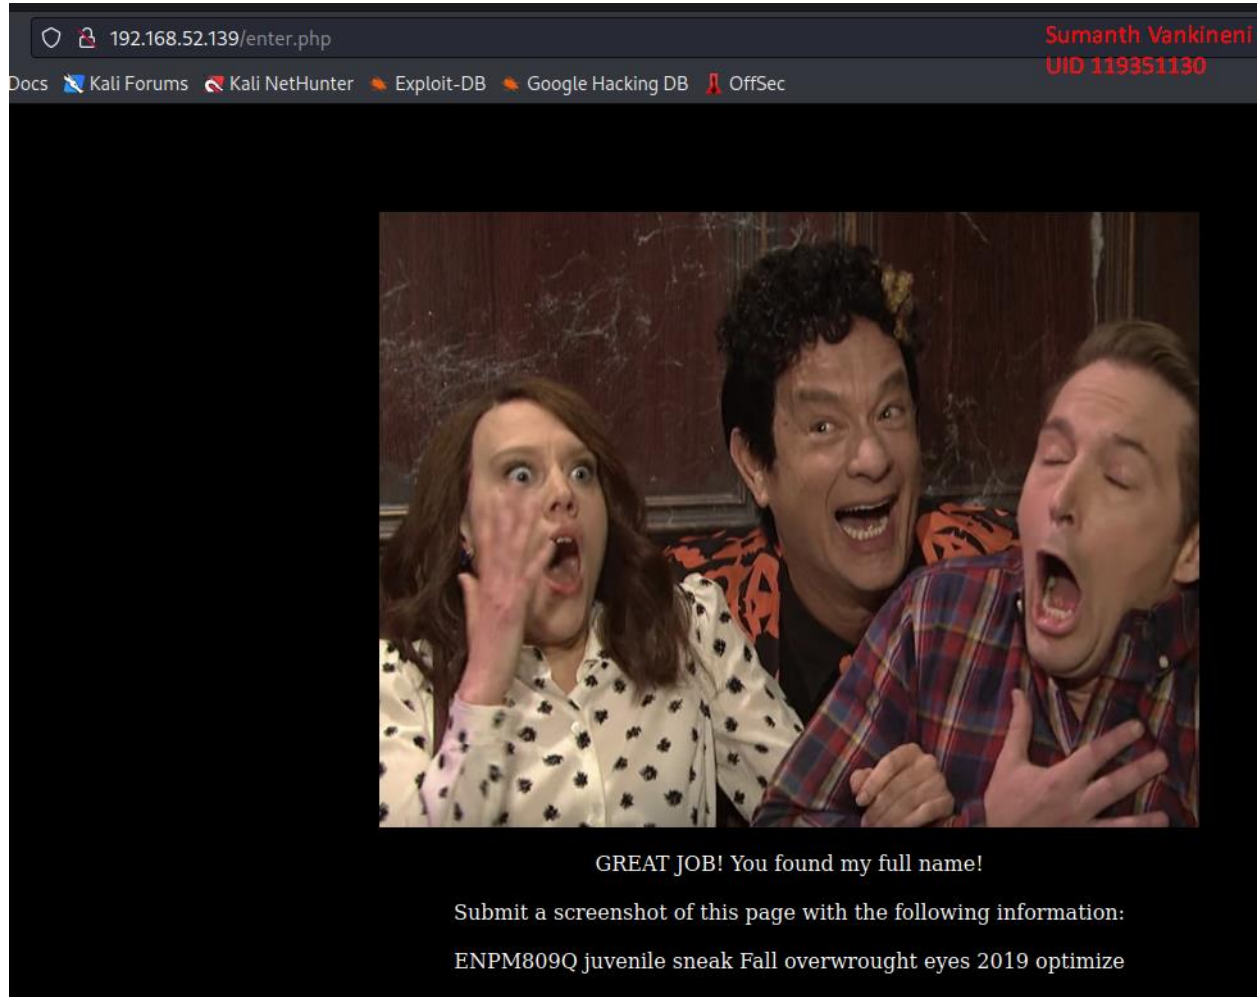 192.168.52.139/enter.php
Sumanth Vankineni
UID 119351130
Docs Kali Forums Kali NetHunter Exploit-DB Google Hacking DB OffSec
GREAT JOB! You found my full name!
Submit a screenshot of this page with the following information:
ENPM809Q juvenile sneak Fall overwrought eyes 2019 optimize